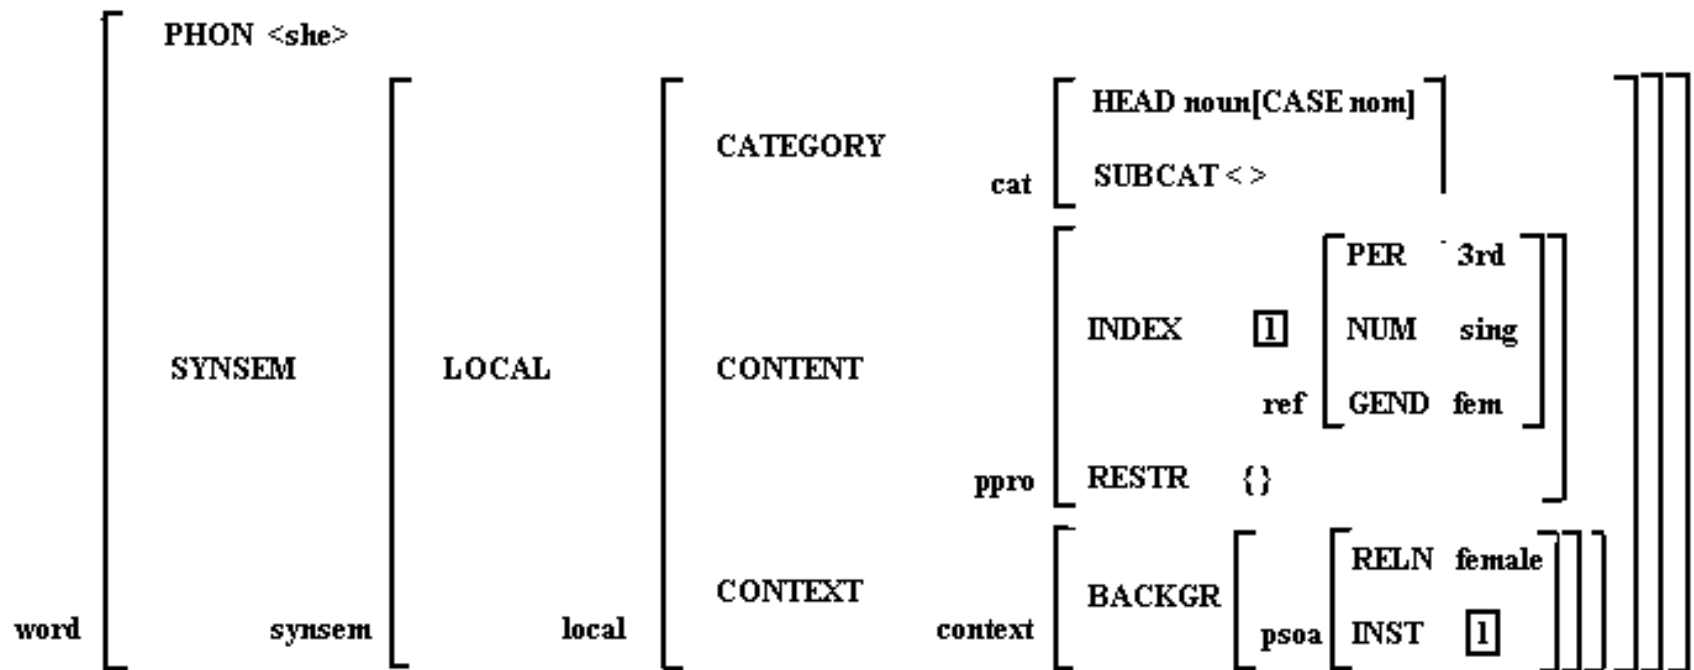 PHON <she>
HEAD noun[CASE nom]
CATEGORY
cat SUBCAT < >
PER 3rd
INDEX 1 NUM sing
SYNSEM LOCAL CONTENT
ref GEND fem
ppro RESTR { }
RELN female
CONTEXT BACKGR
word synsem local context psoa INST 1